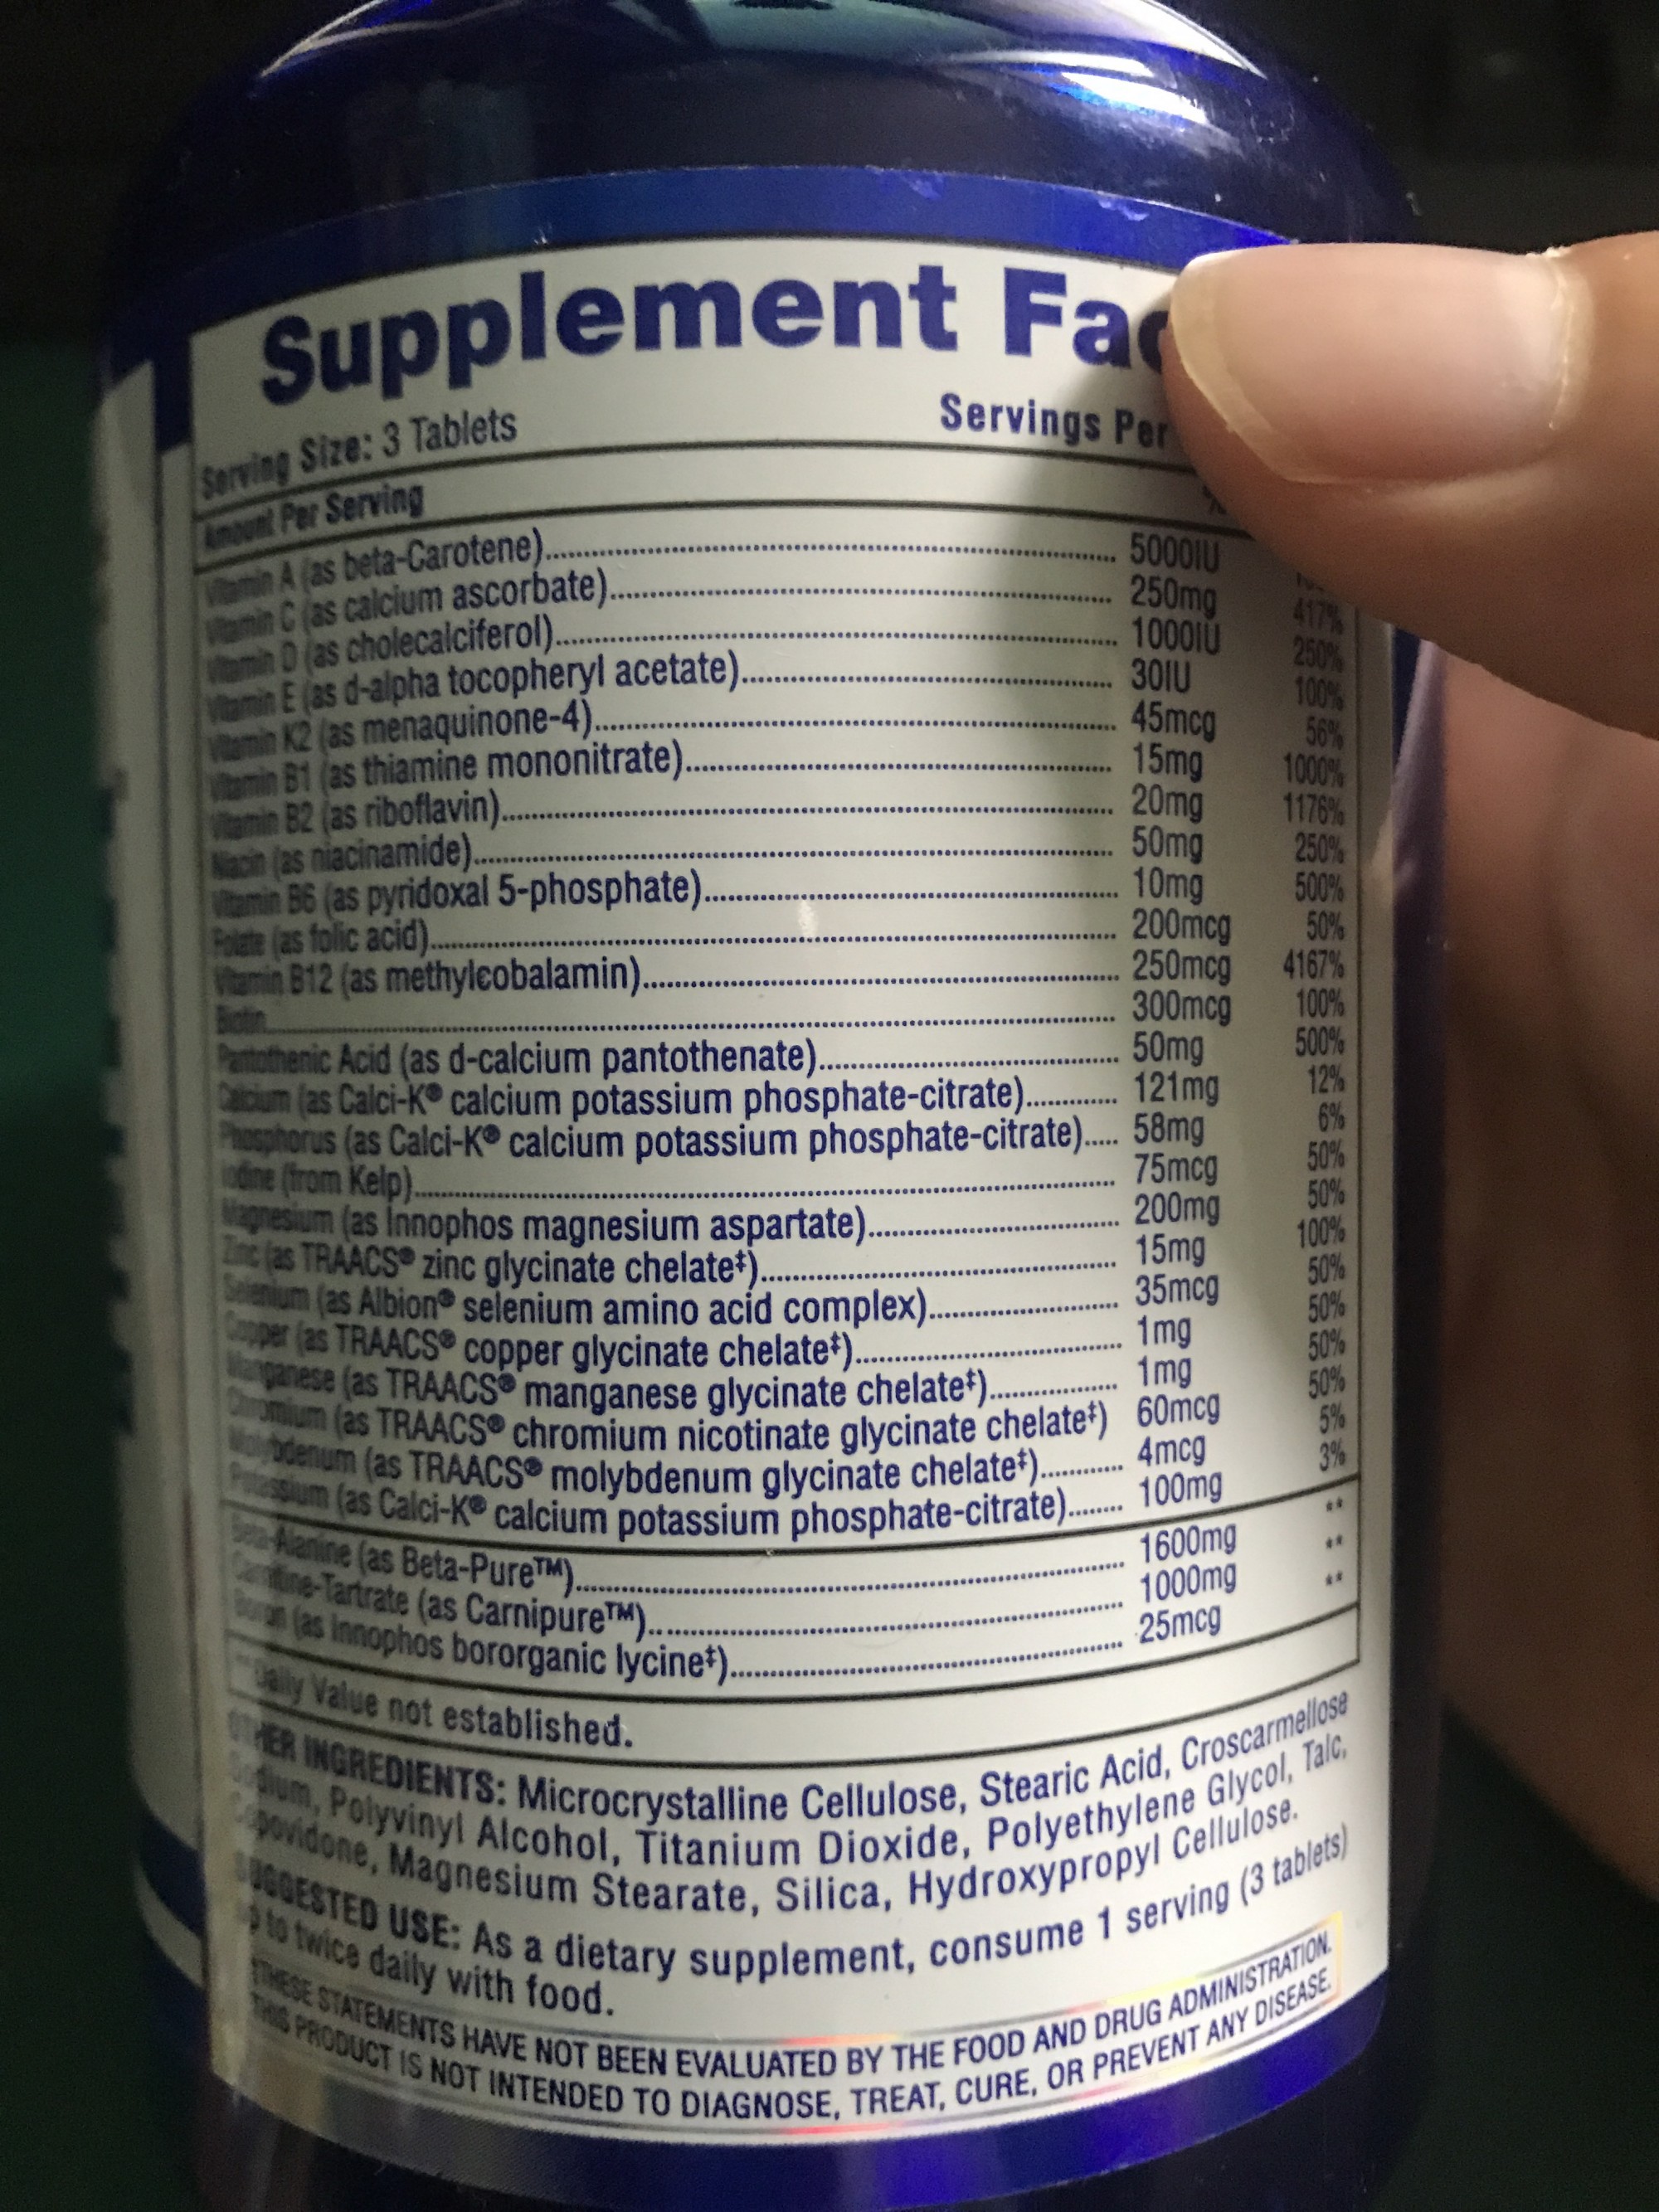 Supplement Fac
Serving Size: 3 Tablets Servings Per
Amount Per Serving %
Vitamin A (as beta-Carotene)........ 5000IU
Vitamin C (as calcium ascorbate)........ 250mg 417%
Vitamin D (as cholecalciferol)........ 1000IU 250%
Vitamin E (as d-alpha tocopheryl acetate)........ 30IU 100%
Vitamin K2 (as menaquinone-4)........ 45mcg 56%
Vitamin B1 (as thiamine mononitrate)........ 15mg 1000%
Vitamin B2 (as riboflavin)........ 20mg 1176%
Niacin (as niacinamide)........ 50mg 250%
Vitamin B6 (as pyridoxal 5-phosphate)........ 10mg 500%
Folate (as folic acid)........ 200mcg 50%
Vitamin B12 (as methylcobalamin)........ 250mcg 4167%
Biotin........ 300mcg 100%
Pantothenic Acid (as d-calcium pantothenate)........ 50mg 500%
Calcium (as Calci-K® calcium potassium phosphate-citrate)........ 121mg 12%
Phosphorus (as Calci-K® calcium potassium phosphate-citrate)..... 58mg 6%
Iodine (from Kelp)........ 75mcg 50%
Magnesium (as Innophos magnesium aspartate)........ 200mg 50%
Zinc (as TRAACS® zinc glycinate chelate‡)........ 15mg 100%
Selenium (as Albion® selenium amino acid complex)........ 35mcg 50%
Copper (as TRAACS® copper glycinate chelate‡)........ 1mg 50%
Manganese (as TRAACS® manganese glycinate chelate‡)........ 1mg 50%
Chromium (as TRAACS® chromium nicotinate glycinate chelate‡) 60mcg 50%
Molybdenum (as TRAACS® molybdenum glycinate chelate‡)........ 4mcg 5%
Potassium (as Calci-K® calcium potassium phosphate-citrate)........ 100mg 3%
Beta-Alanine (as Beta-Pure™)........ 1600mg **
Carnitine-Tartrate (as Carnipure™)........ 1000mg **
Boron (as Innophos bororganic lycine‡)........ 25mcg **
**Daily Value not established.
OTHER INGREDIENTS: Microcrystalline Cellulose, Stearic Acid, Croscarmellose
Sodium, Polyvinyl Alcohol, Titanium Dioxide, Polyethylene Glycol, Talc,
Copovidone, Magnesium Stearate, Silica, Hydroxypropyl Cellulose.
SUGGESTED USE: As a dietary supplement, consume 1 serving (3 tablets)
up to twice daily with food.
†THESE STATEMENTS HAVE NOT BEEN EVALUATED BY THE FOOD AND DRUG ADMINISTRATION.
THIS PRODUCT IS NOT INTENDED TO DIAGNOSE, TREAT, CURE, OR PREVENT ANY DISEASE.